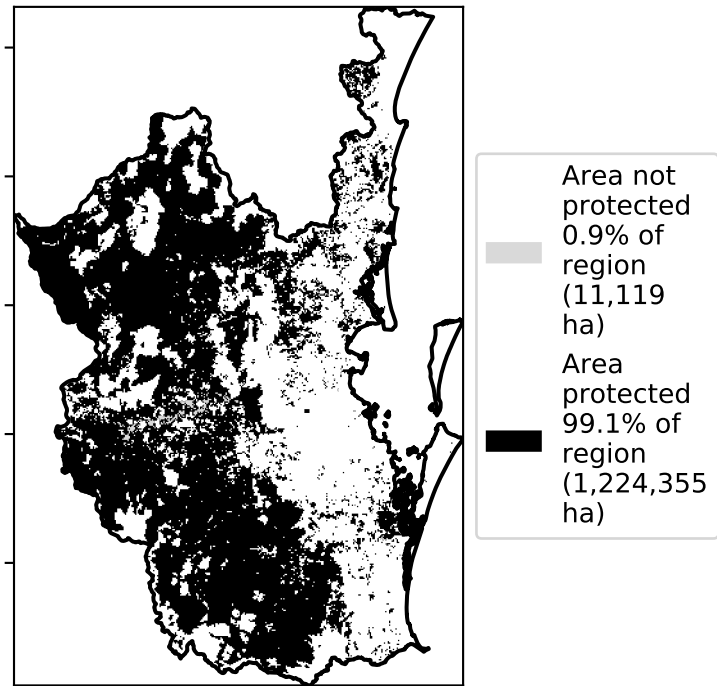 Area not
protected
0.9% of
region
(11,119
ha)
Area
protected
99.1% of
region
(1,224,355
ha)